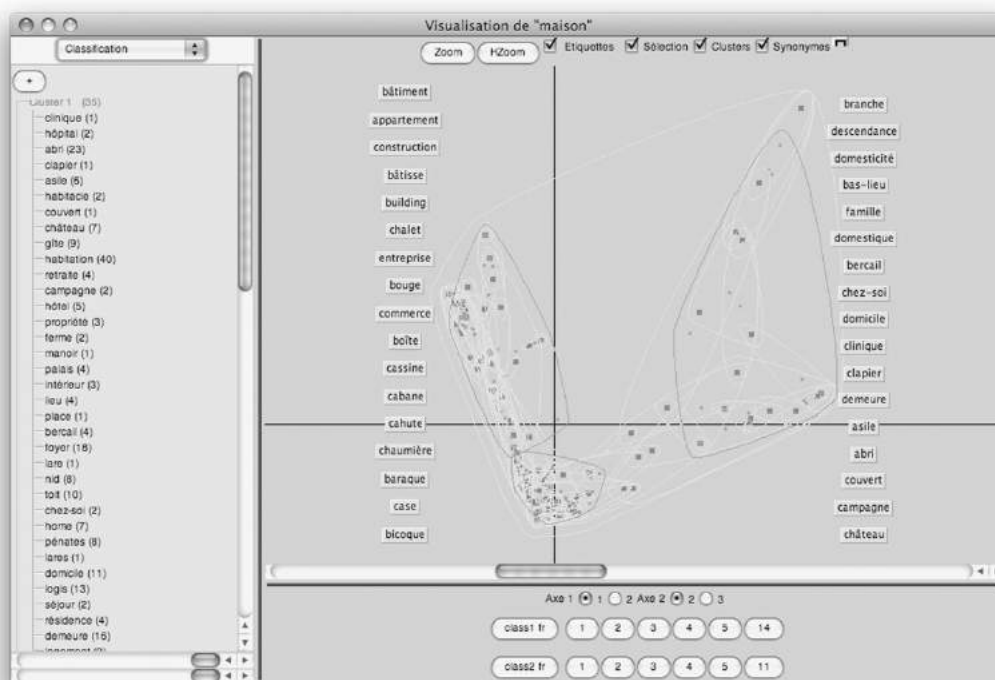 Visualisation de "maison"
Classification
Zoom HZoom Etiquettes Sélection Clusters Synonymes
+
Cluster 1 (35)
clinique (1)
hôpital (2)
abri (23)
clapier (1)
asile (5)
habitacle (2)
couvert (1)
château (7)
gîte (9)
habitation (40)
retraite (4)
campagne (2)
hôtel (5)
propriété (3)
ferme (2)
manoir (1)
palais (4)
intérieur (3)
lieu (4)
place (1)
bercail (4)
foyer (16)
lare (1)
nid (8)
toit (10)
chez-soi (2)
home (7)
pénates (8)
lares (1)
domicile (11)
logis (13)
séjour (2)
résidence (4)
demeure (16)
bâtiment
appartement
construction
bâtisse
building
chalet
entreprise
bouge
commerce
boîte
cassine
cabane
cahute
chaumière
baraque
case
bicoque
branche
descendance
domesticité
bas-lieu
famille
domestique
bercail
chez-soi
domicile
clinique
clapier
demeure
asile
abri
couvert
campagne
château
Axe 1 1 2 Axe 2 2 3
class1 fr 1 2 3 4 5 14
class2 fr 1 2 3 4 5 11